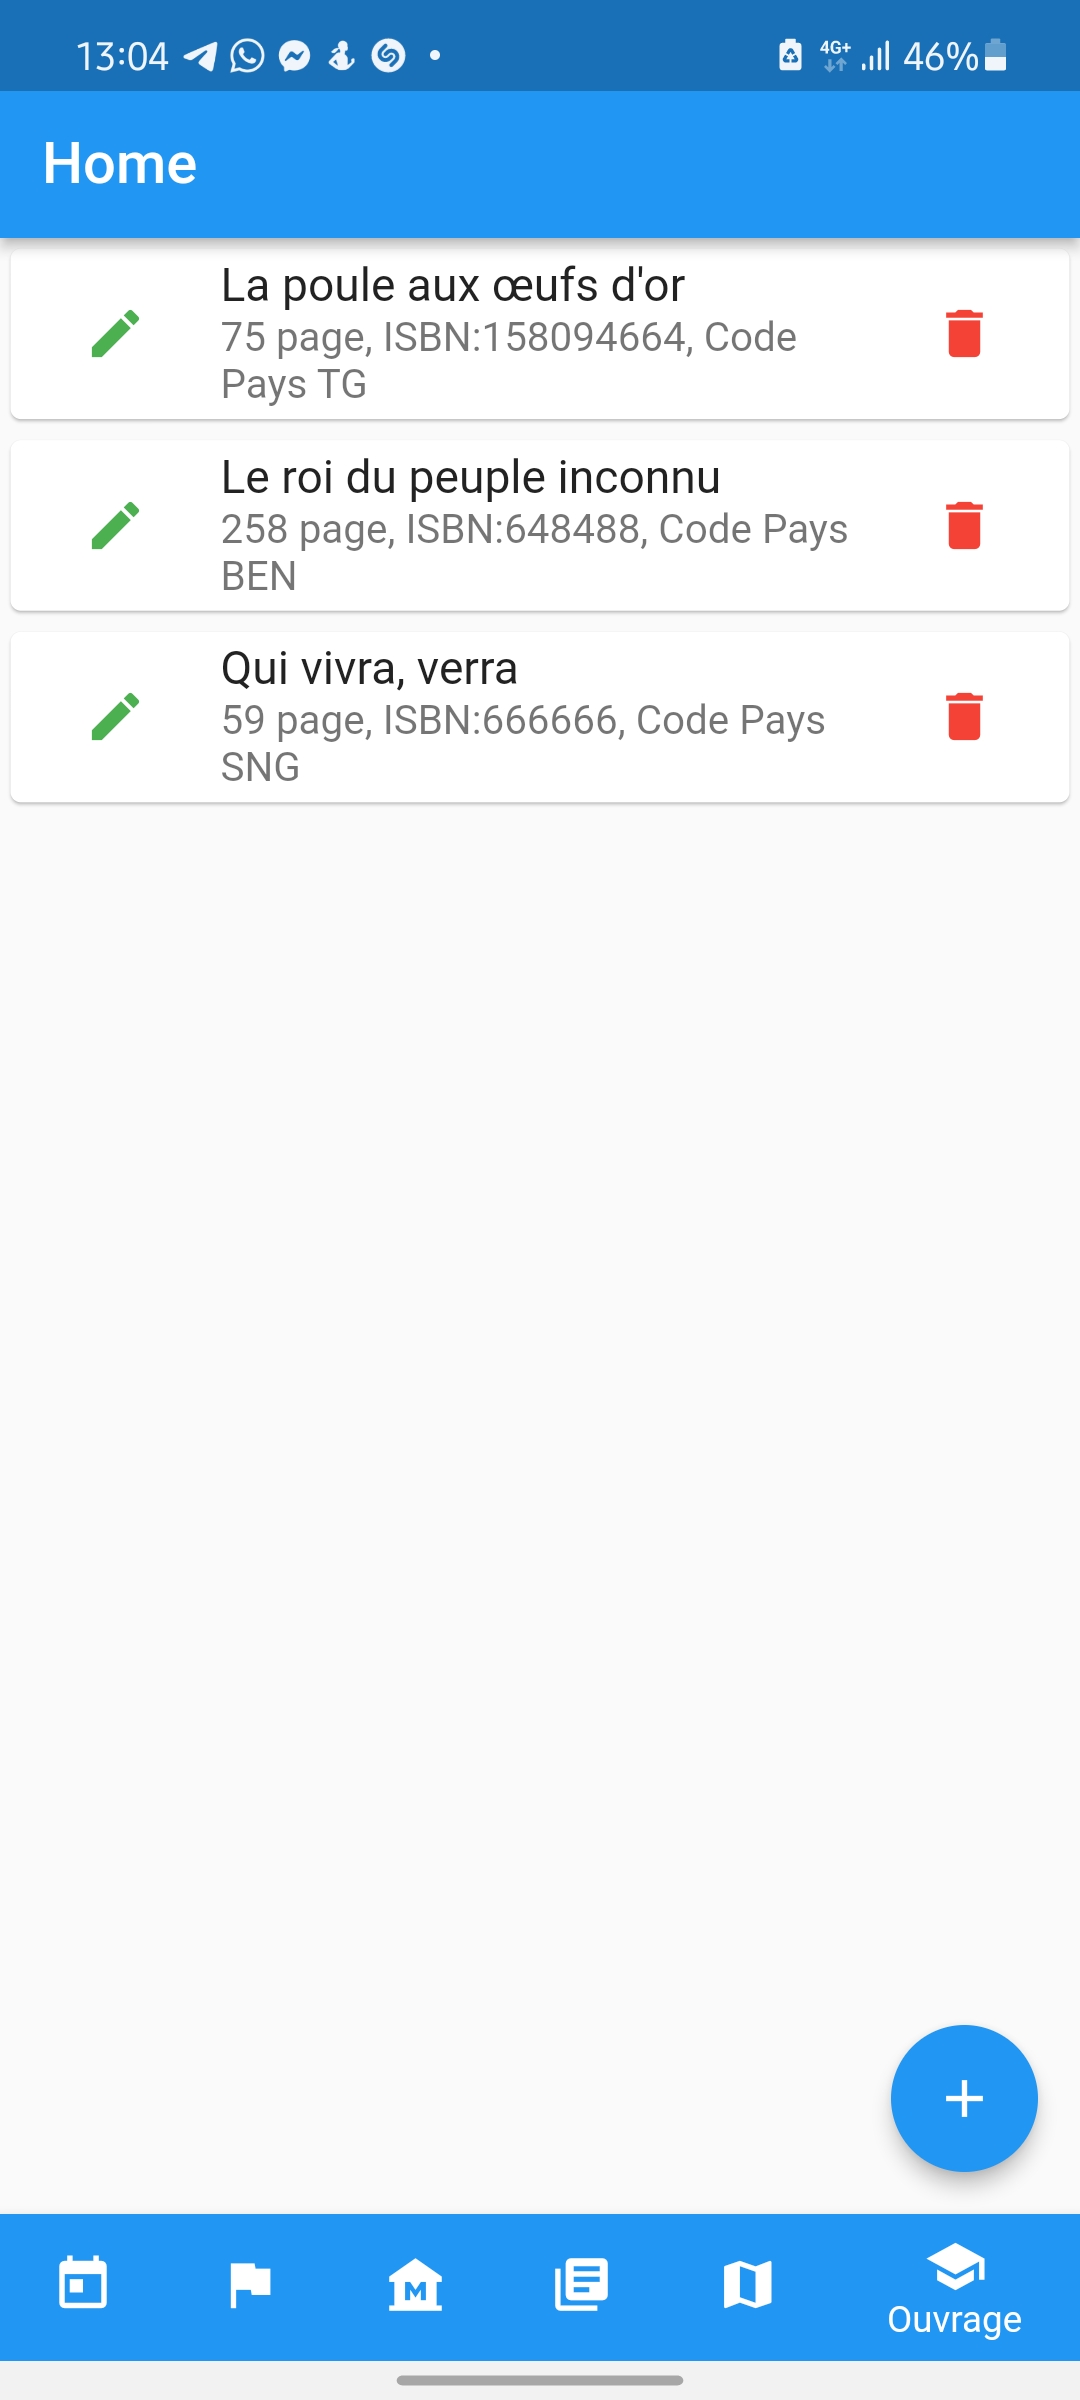 13:04 4G+ 46%
Home
La poule aux œufs d'or
75 page, ISBN:158094664, Code
Pays TG
Le roi du peuple inconnu
258 page, ISBN:648488, Code Pays
BEN
Qui vivra, verra
59 page, ISBN:666666, Code Pays
SNG
M
Ouvrage